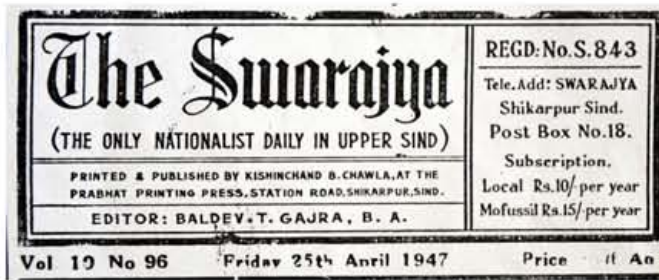 The Swarajya
(THE ONLY NATIONALIST DAILY IN UPPER SIND)
PRINTED & PUBLISHED BY KISHINCHAND B. CHAWLA, AT THE
PRABHAT PRINTING PRESS, STATION ROAD, SHIKARPUR, SIND.
EDITOR: BALDEV. T. GAJRA, B. A.
REGD: No. S. 843
Tele. Add: SWARAJYA
Shikarpur Sind.
Post Box No. 18.
Subscription.
Local Rs. 10/- per year
Mofussil Rs. 15/- per year
Vol 10 No 96 Friday 25th April 1947 Price An